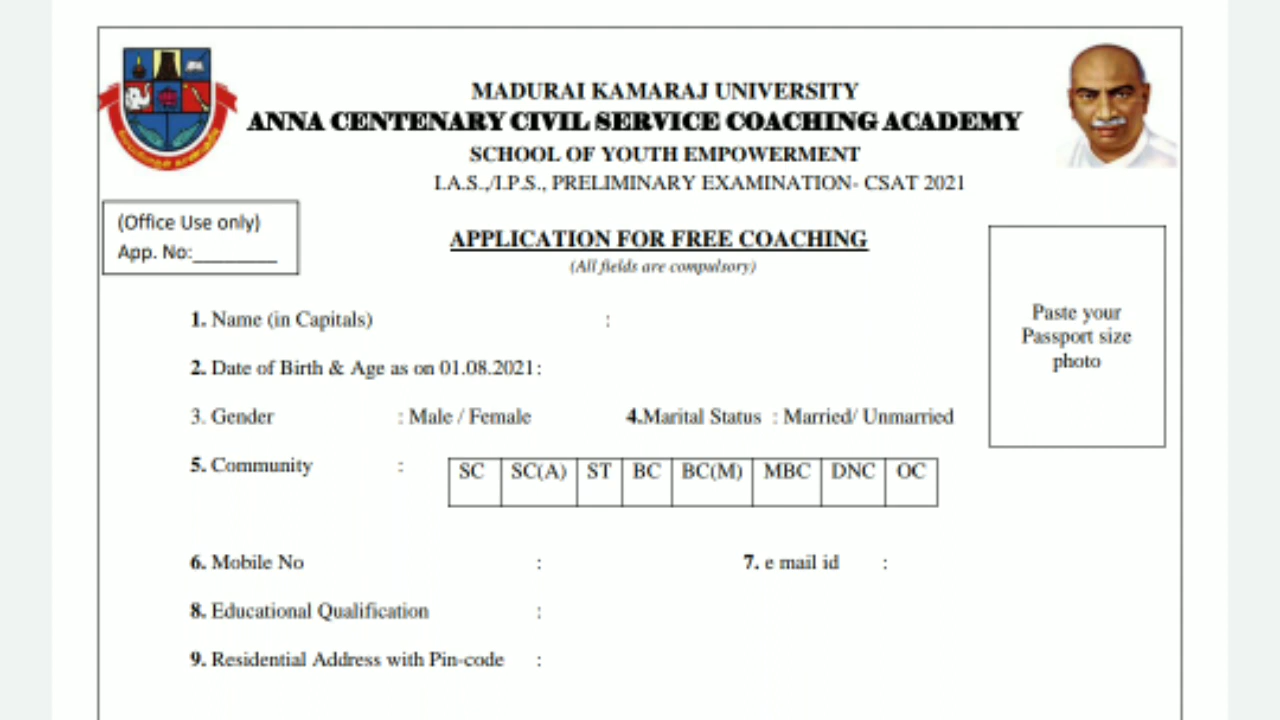 MADURAI KAMARAJ UNIVERSITY
ANNA CENTENARY CIVIL SERVICE COACHING ACADEMY
SCHOOL OF YOUTH EMPOWERMENT
I.A.S.,/I.P.S., PRELIMINARY EXAMINATION- CSAT 2021
(Office Use only)
App. No:________
APPLICATION FOR FREE COACHING
(All fields are compulsory)
Paste your
Passport size
photo
1. Name (in Capitals) :
2. Date of Birth & Age as on 01.08.2021:
3. Gender : Male / Female 4.Marital Status : Married/ Unmarried
5. Community : SC SC(A) ST BC BC(M) MBC DNC OC
6. Mobile No : 7. e mail id :
8. Educational Qualification :
9. Residential Address with Pin-code :